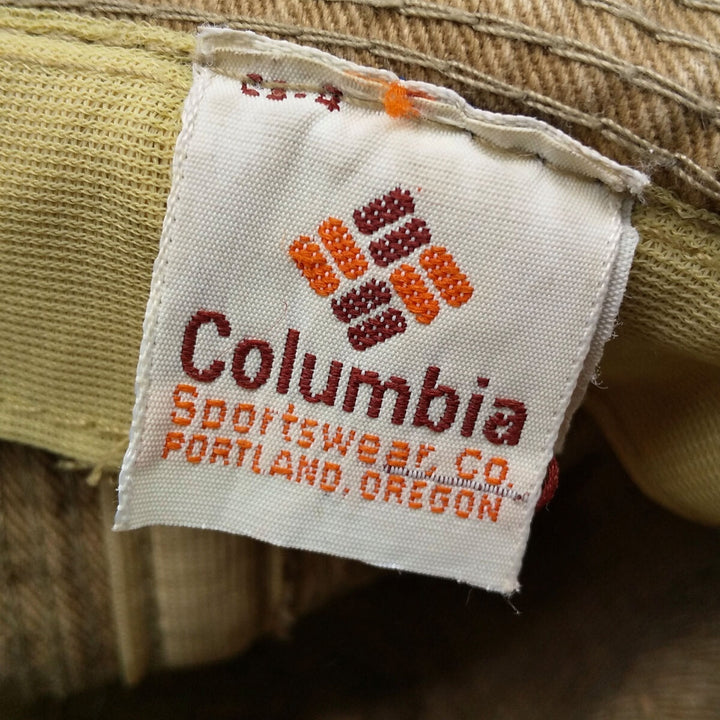 Columbia
Sportswear. Co.
PORTLAND. OREGON